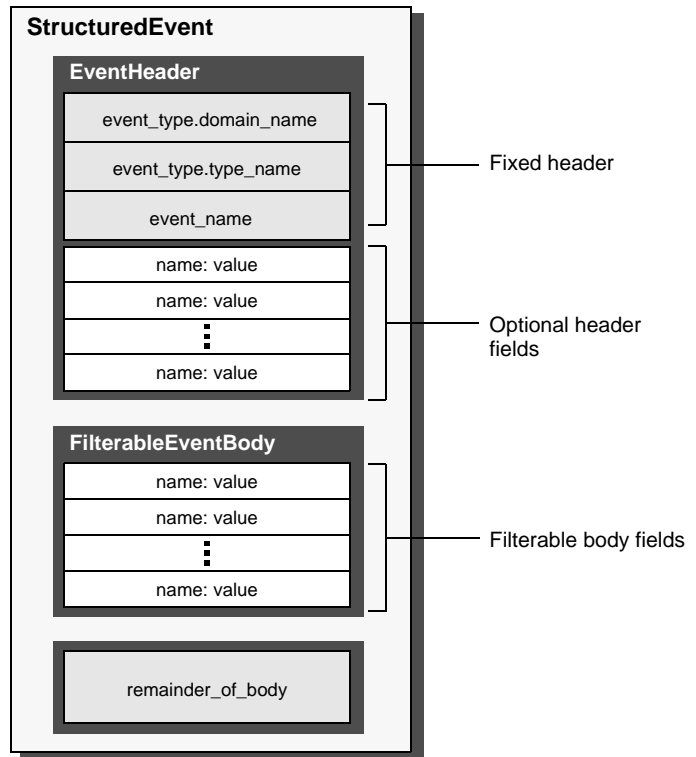 StructuredEvent
EventHeader
event_type.domain_name
event_type.type_name
event_name
Fixed header
name: value
name: value
name: value
Optional header
fields
FilterableEventBody
name: value
name: value
name: value
Filterable body fields
remainder_of_body